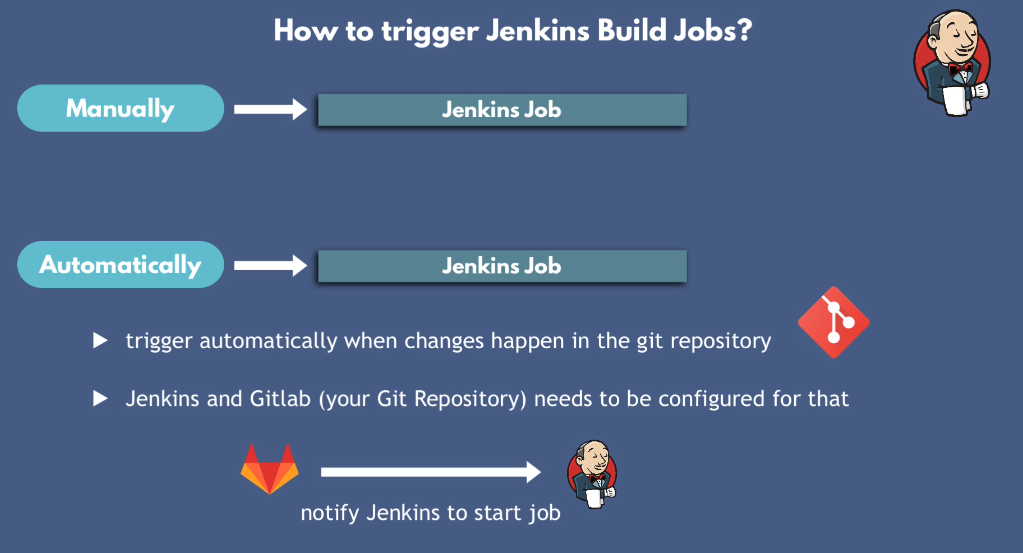 How to trigger Jenkins Build Jobs?
Manually
Jenkins Job
Automatically
Jenkins Job
trigger automatically when changes happen in the git repository
Jenkins and Gitlab (your Git Repository) needs to be configured for that
notify Jenkins to start job